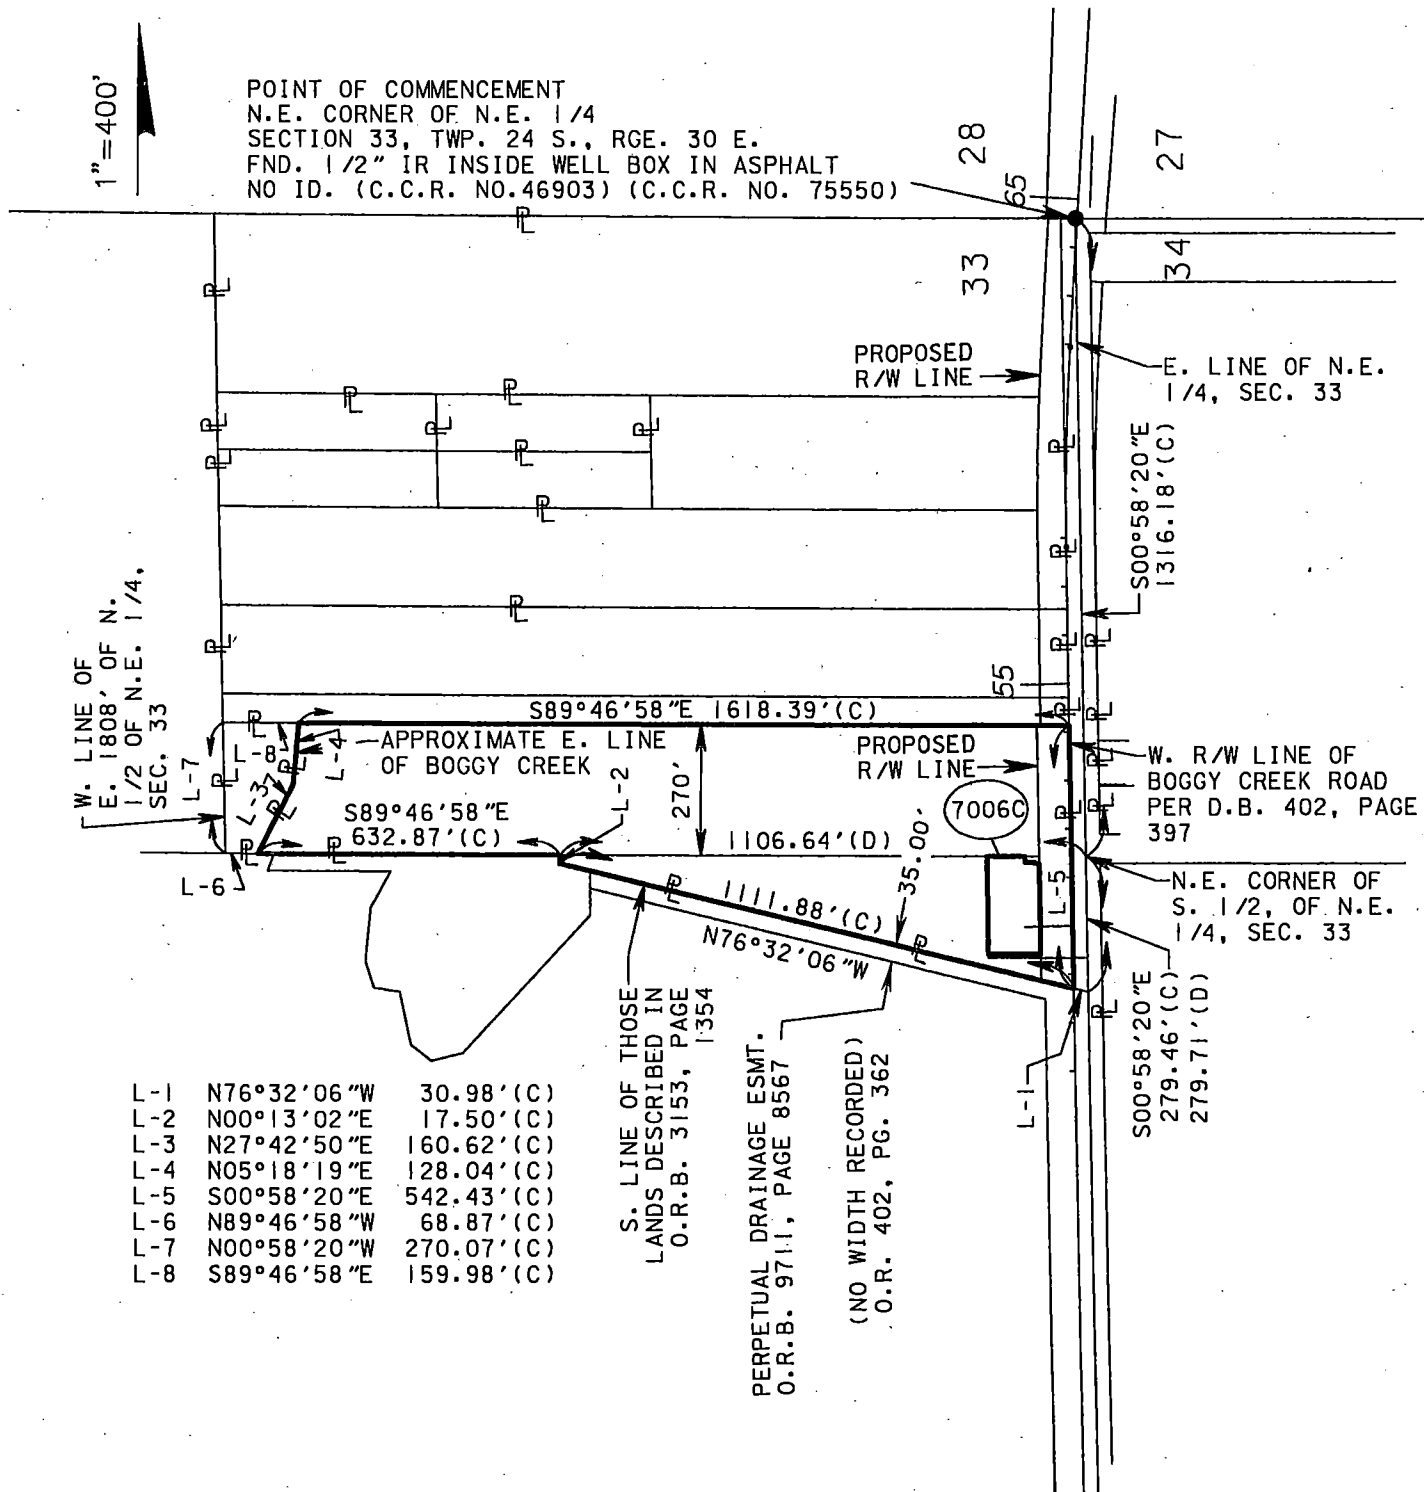 1"=400'
POINT OF COMMENCEMENT
N.E. CORNER OF N.E. 1/4
SECTION 33, TWP. 24 S., RGE. 30 E.
FND. 1/2" IR INSIDE WELL BOX IN ASPHALT
NO ID. (C.C.R. NO.46903) (C.C.R. NO. 75550)
28
27
65
33
34
PROPOSED
R/W LINE
E. LINE OF N.E.
1/4, SEC. 33
S00°58'20"E
1316.18'(C)
W. LINE OF
E. 1808' OF N.
1/2 OF N.E. 1/4,
SEC. 33
L-7
55
S89°46'58"E 1618.39'(C)
L-8
L-4
L-3
APPROXIMATE E. LINE
OF BOGGY CREEK
L-2
270'
PROPOSED
R/W LINE
W. R/W LINE OF
BOGGY CREEK ROAD
PER D.B. 402, PAGE
397
7006C
S89°46'58"E
632.87'(C)
1106.64'(D)
35.00'
L-6
1111.88'(C)
N76°32'06"W
L-5
N.E. CORNER OF
S. 1/2, OF N.E.
1/4, SEC. 33
S00°58'20"E
279.46'(C)
279.71'(D)
L-1
S. LINE OF THOSE
LANDS DESCRIBED IN
O.R.B. 3153, PAGE
1354
PERPETUAL DRAINAGE ESMT.
O.R.B. 9711, PAGE 8567
(NO WIDTH RECORDED)
O.R. 402, PG. 362
L-1 N76°32'06"W 30.98'(C)
L-2 N00°13'02"E 17.50'(C)
L-3 N27°42'50"E 160.62'(C)
L-4 N05°18'19"E 128.04'(C)
L-5 S00°58'20"E 542.43'(C)
L-6 N89°46'58"W 68.87'(C)
L-7 N00°58'20"W 270.07'(C)
L-8 S89°46'58"E 159.98'(C)